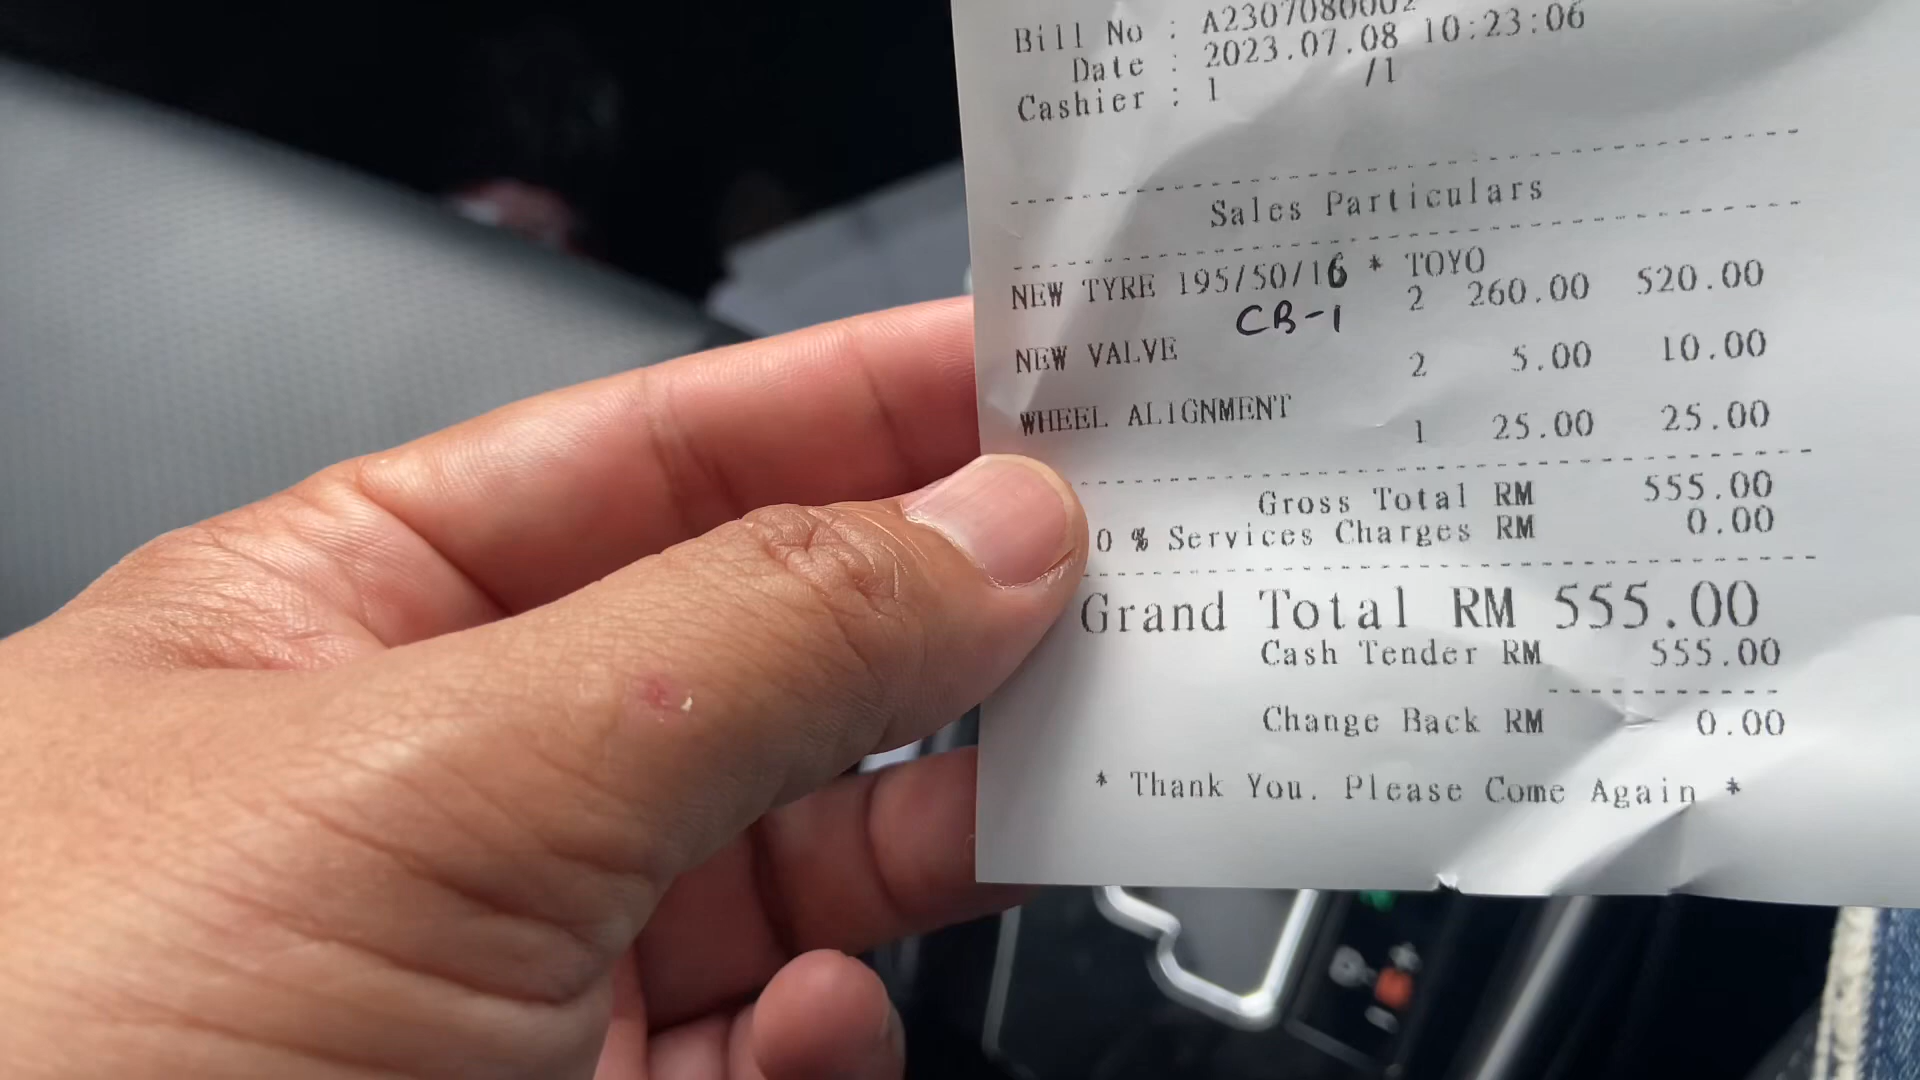 Bill No : A2307080002
Date : 2023.07.08 10:23:06
Cashier : 1 /1
Sales Particulars
NEW TYRE 195/50/16 * TOYO
2 260.00 520.00
CB-1
NEW VALVE
2 5.00 10.00
WHEEL ALIGNMENT
1 25.00 25.00
Gross Total RM 555.00
0 % Services Charges RM 0.00
Grand Total RM 555.00
Cash Tender RM 555.00
Change Back RM 0.00
* Thank You. Please Come Again *